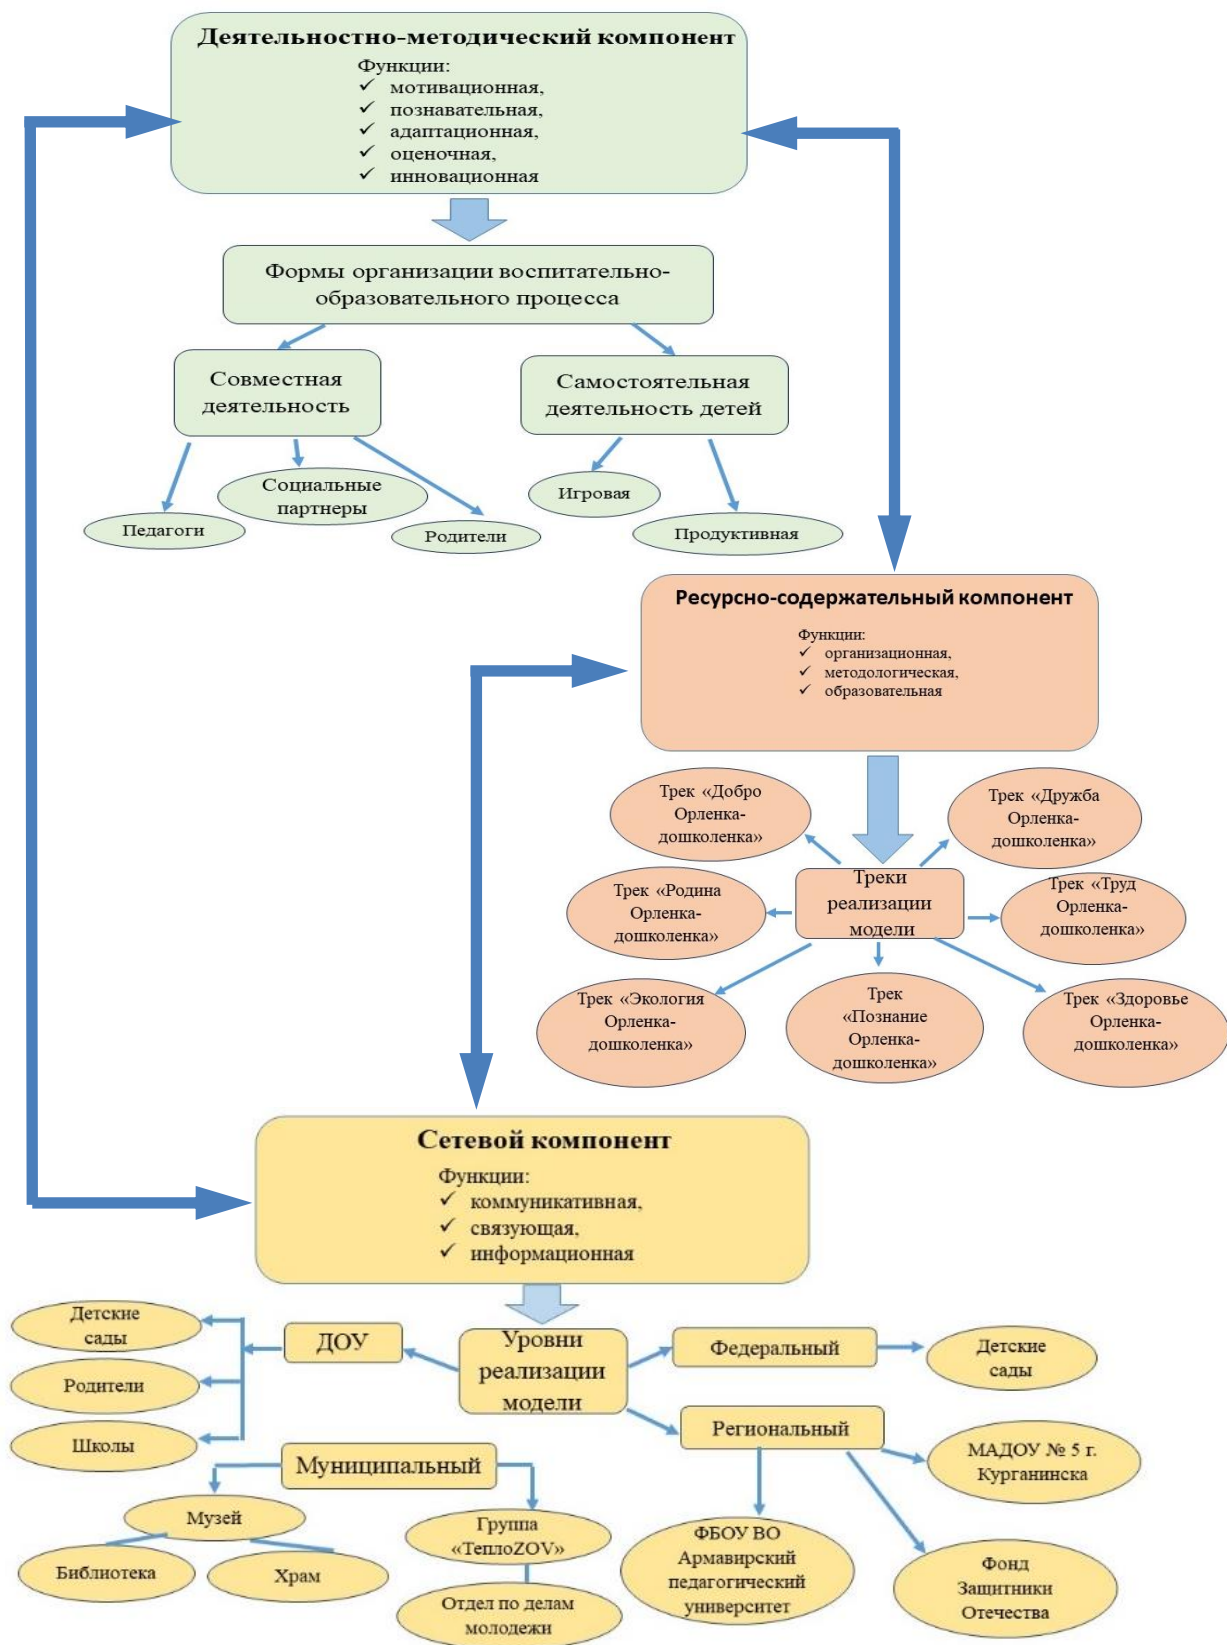 Деятельностно-методический компонент
Функции:
✓ мотивационная,
✓ познавательная,
✓ адаптационная,
✓ оценочная,
✓ инновационная
Формы организации воспитательно-
образовательного процесса
Совместная
деятельность
Самостоятельная
деятельность детей
Педагоги
Социальные
партнеры
Родители
Игровая
Продуктивная
Ресурсно-содержательный компонент
Функции:
✓ организационная,
✓ методологическая,
✓ образовательная
Трек «Добро
Орленка-
дошколенка»
Трек «Дружба
Орленка-
дошколенка»
Треки
реализации
модели
Трек «Родина
Орленка-
дошколенка»
Трек «Труд
Орленка-
дошколенка»
Трек «Экология
Орленка-
дошколенка»
Трек
«Познание
Орленка-
дошколенка»
Трек «Здоровье
Орленка-
дошколенка»
Сетевой компонент
Функции:
✓ коммуникативная,
✓ связующая,
✓ информационная
Уровни
реализации
модели
ДОУ
Детские
сады
Родители
Школы
Федеральный
Детские
сады
Региональный
МАДОУ № 5 г.
Курганинска
ФБОУ ВО
Армавирский
педагогический
университет
Фонд
Защитники
Отечества
Муниципальный
Музей
Библиотека
Храм
Группа
«ТеплоZOV»
Отдел по делам
молодежи